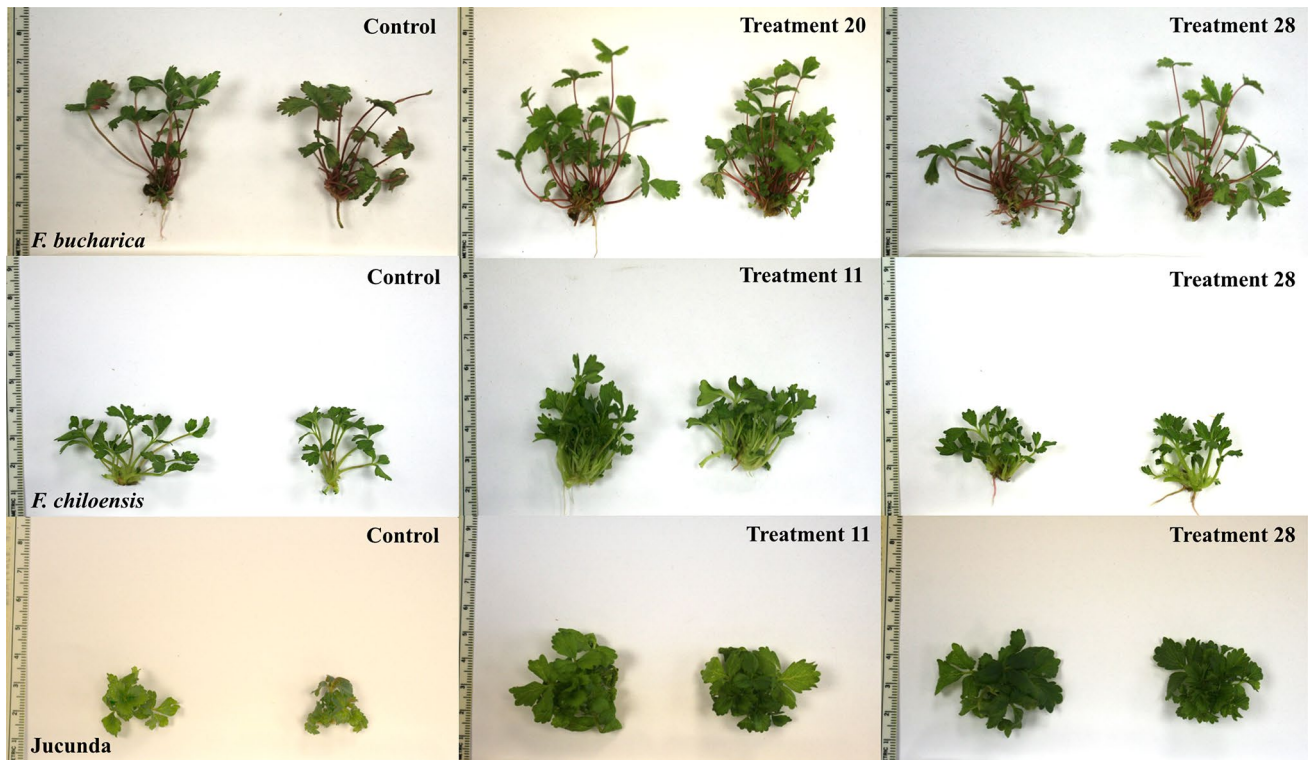 Control
Treatment 20
Treatment 28
F. bucharica
Control
Treatment 11
Treatment 28
F. chiloensis
Control
Treatment 11
Treatment 28
Jucunda